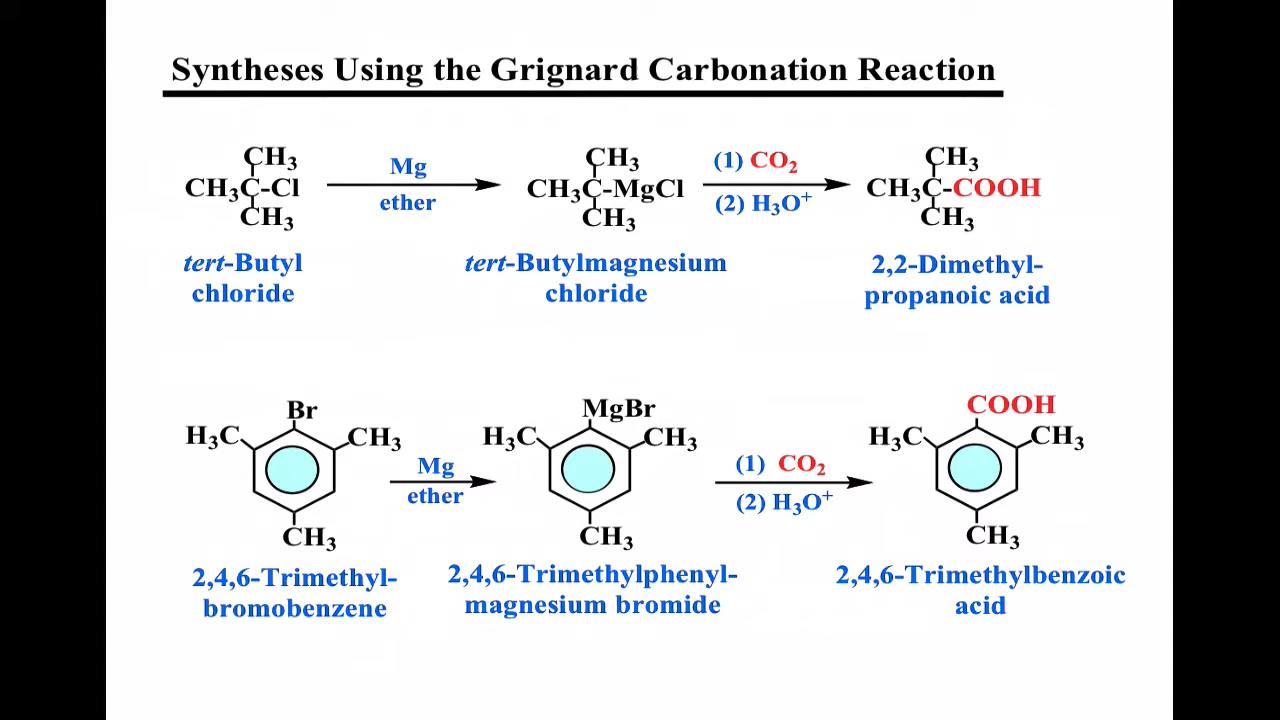 Syntheses Using the Grignard Carbonation Reaction
CH₃
CH₃C-Cl
CH₃
Mg
ether
CH₃
CH₃C-MgCl
CH₃
(1) CO₂
(2) H₃O⁺
CH₃
CH₃C-COOH
CH₃
tert-Butyl
chloride
tert-Butylmagnesium
chloride
2,2-Dimethyl-
propanoic acid
Br
H₃C
CH₃
CH₃
Mg
ether
MgBr
H₃C
CH₃
CH₃
(1) CO₂
(2) H₃O⁺
COOH
H₃C
CH₃
CH₃
2,4,6-Trimethyl-
bromobenzene
2,4,6-Trimethylphenyl-
magnesium bromide
2,4,6-Trimethylbenzoic
acid